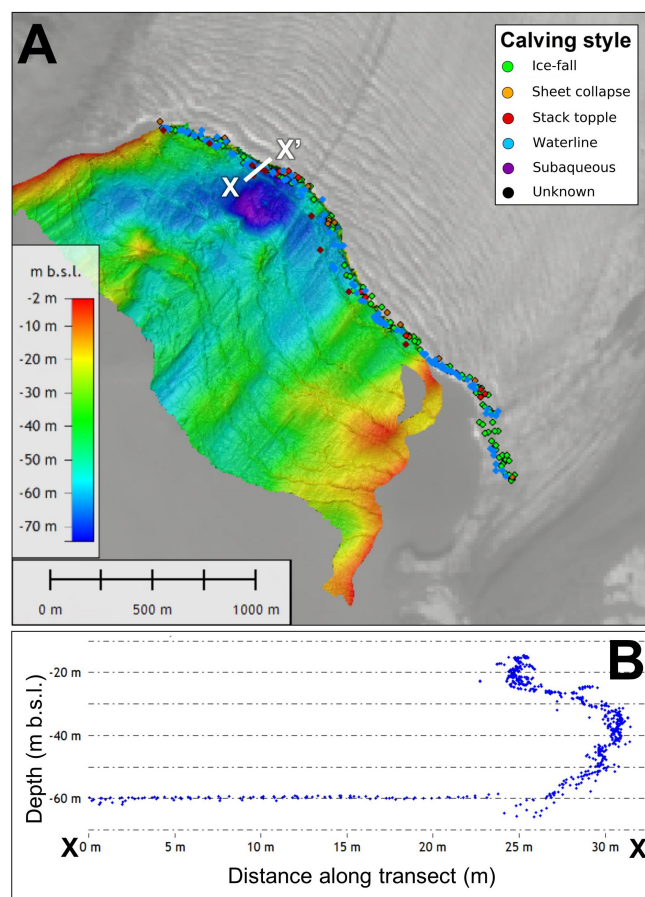 A
Calving style
Ice-fall
Sheet collapse
Stack topple
Waterline
Subaqueous
Unknown
X'
X
m b.s.l.
-2 m
-10 m
-20 m
-30 m
-40 m
-50 m
-60 m
-70 m
0 m 500 m 1000 m
B
Depth (m b.s.l.)
-20 m
-40 m
-60 m
X 0 m 5 m 10 m 15 m 20 m 25 m 30 m X
Distance along transect (m)